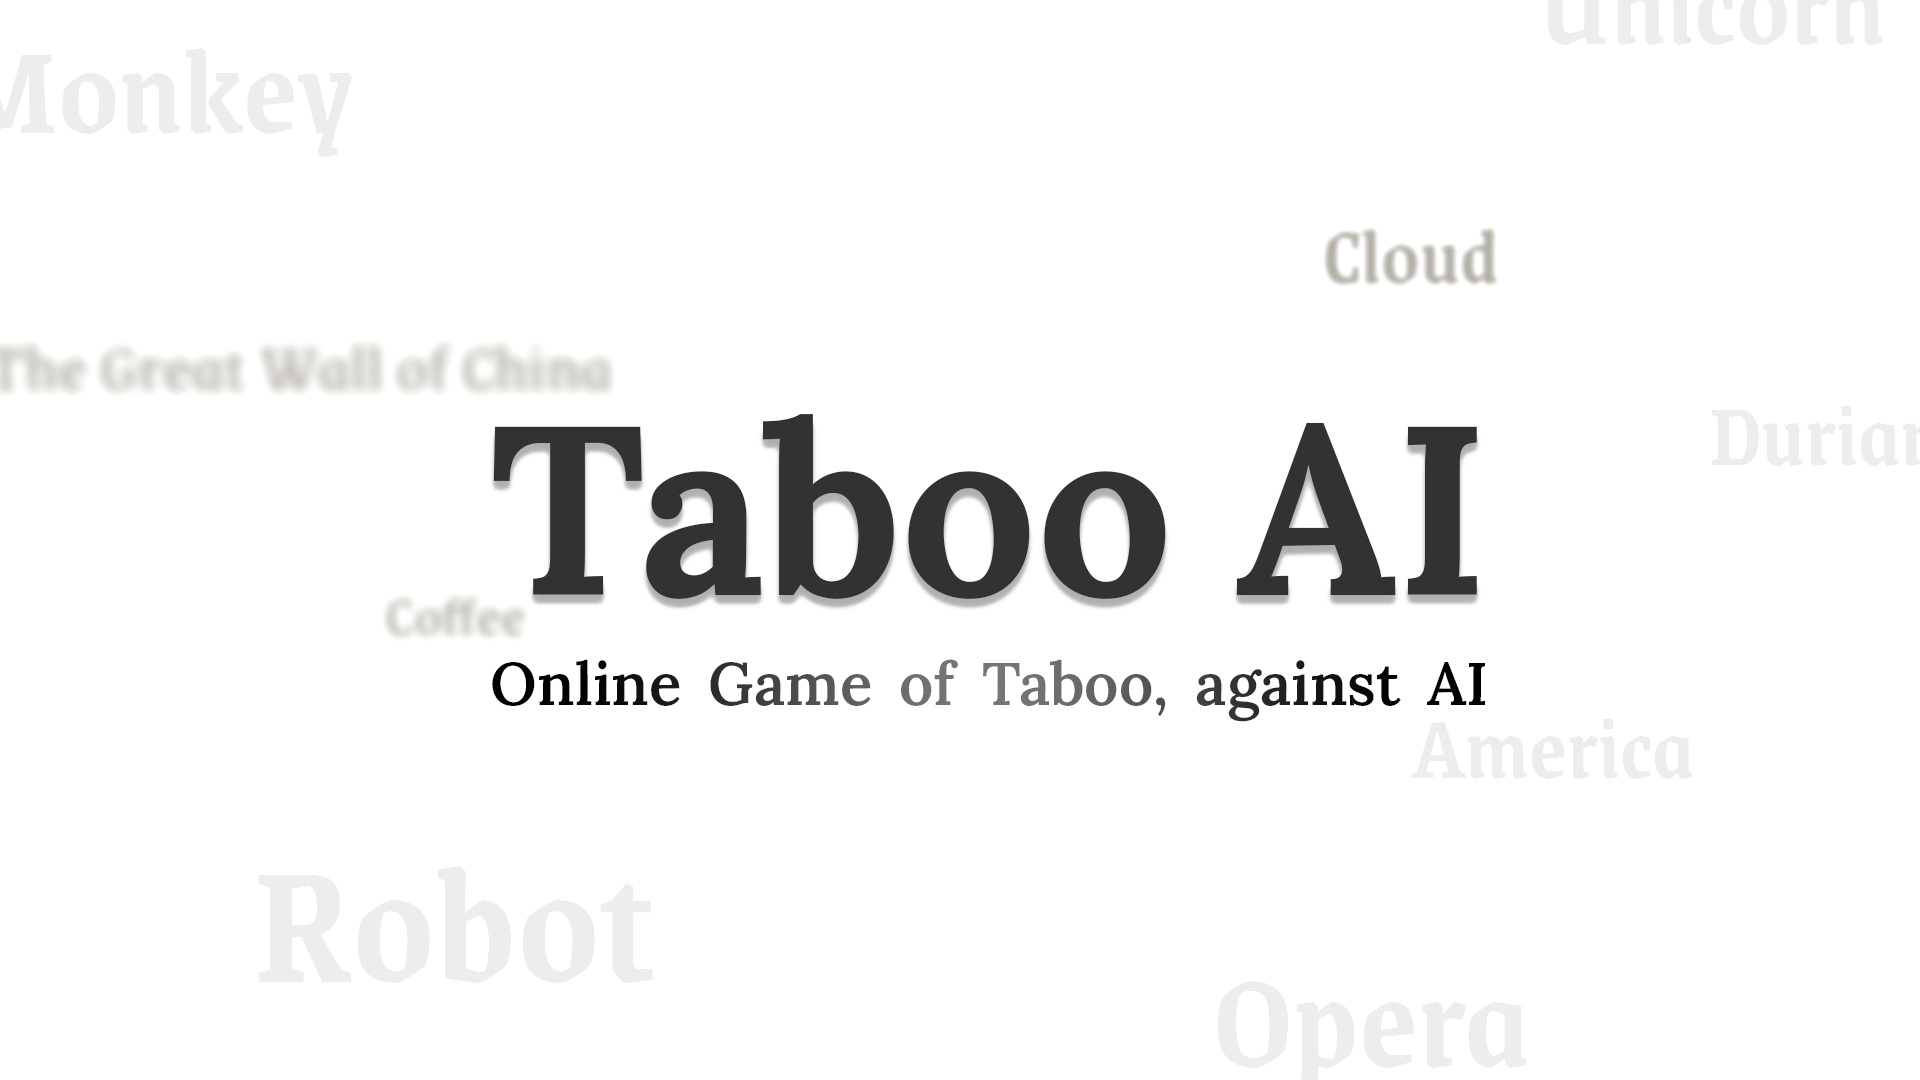 Unicorn
Monkey
Cloud
The Great Wall of China
Durian
Taboo AI
Coffee
Online Game of Taboo, against AI
America
Robot
Opera